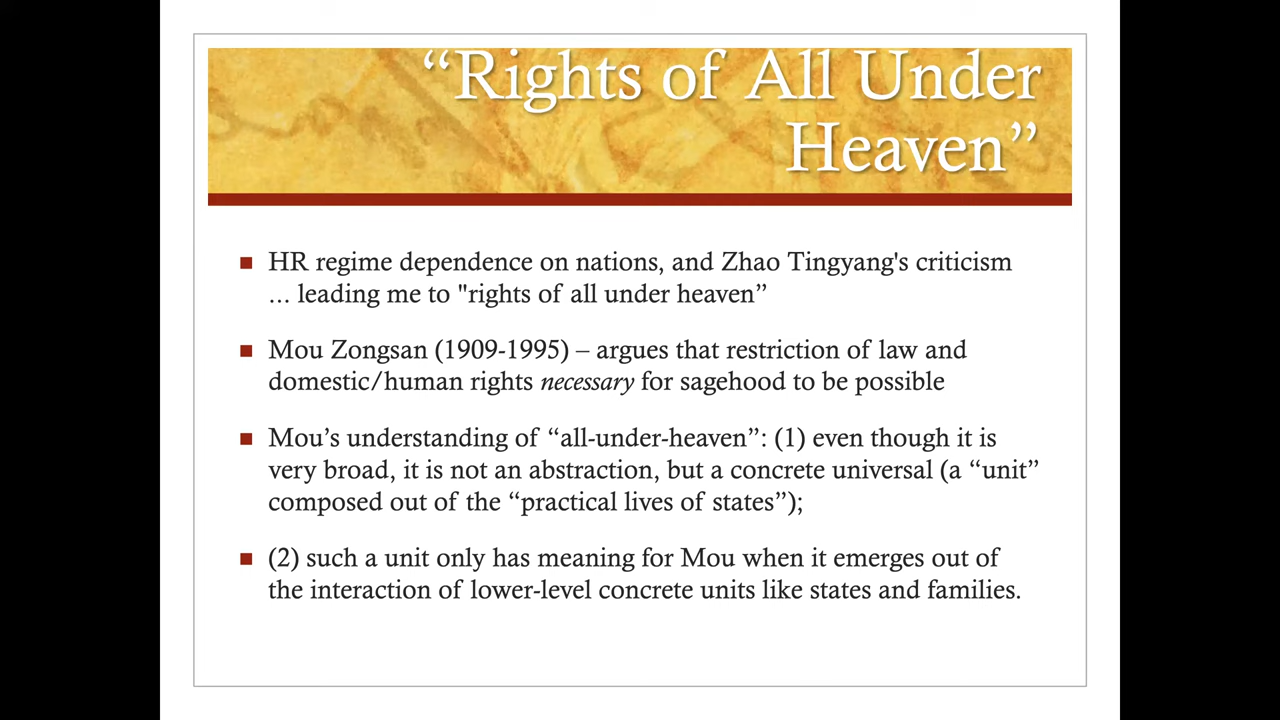 “Rights of All Under
Heaven”
■ HR regime dependence on nations, and Zhao Tingyang's criticism
... leading me to "rights of all under heaven”
■ Mou Zongsan (1909-1995) – argues that restriction of law and
domestic/human rights necessary for sagehood to be possible
■ Mou’s understanding of “all-under-heaven”: (1) even though it is
very broad, it is not an abstraction, but a concrete universal (a “unit”
composed out of the “practical lives of states”);
■ (2) such a unit only has meaning for Mou when it emerges out of
the interaction of lower-level concrete units like states and families.